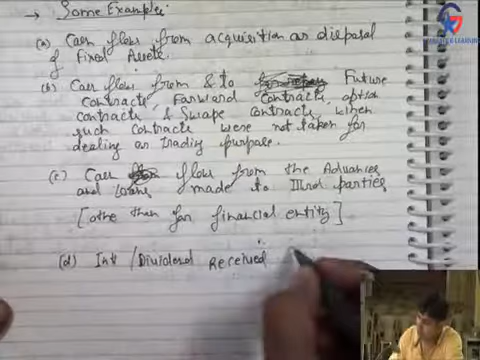 → Some Examples
(a) Cash flow from acquisition or disposal
of Fixed Assets.
(b) Cash flow from & to Future
contracts, Forward contracts, option
contracts & Swaps contracts, when
such contracts were not taken for
dealing or trading purpose.
(c) Cash flow from the Advances
and Loans made to IIIrd parties
[other than for financial entity]
(d) Int / Dividend Received